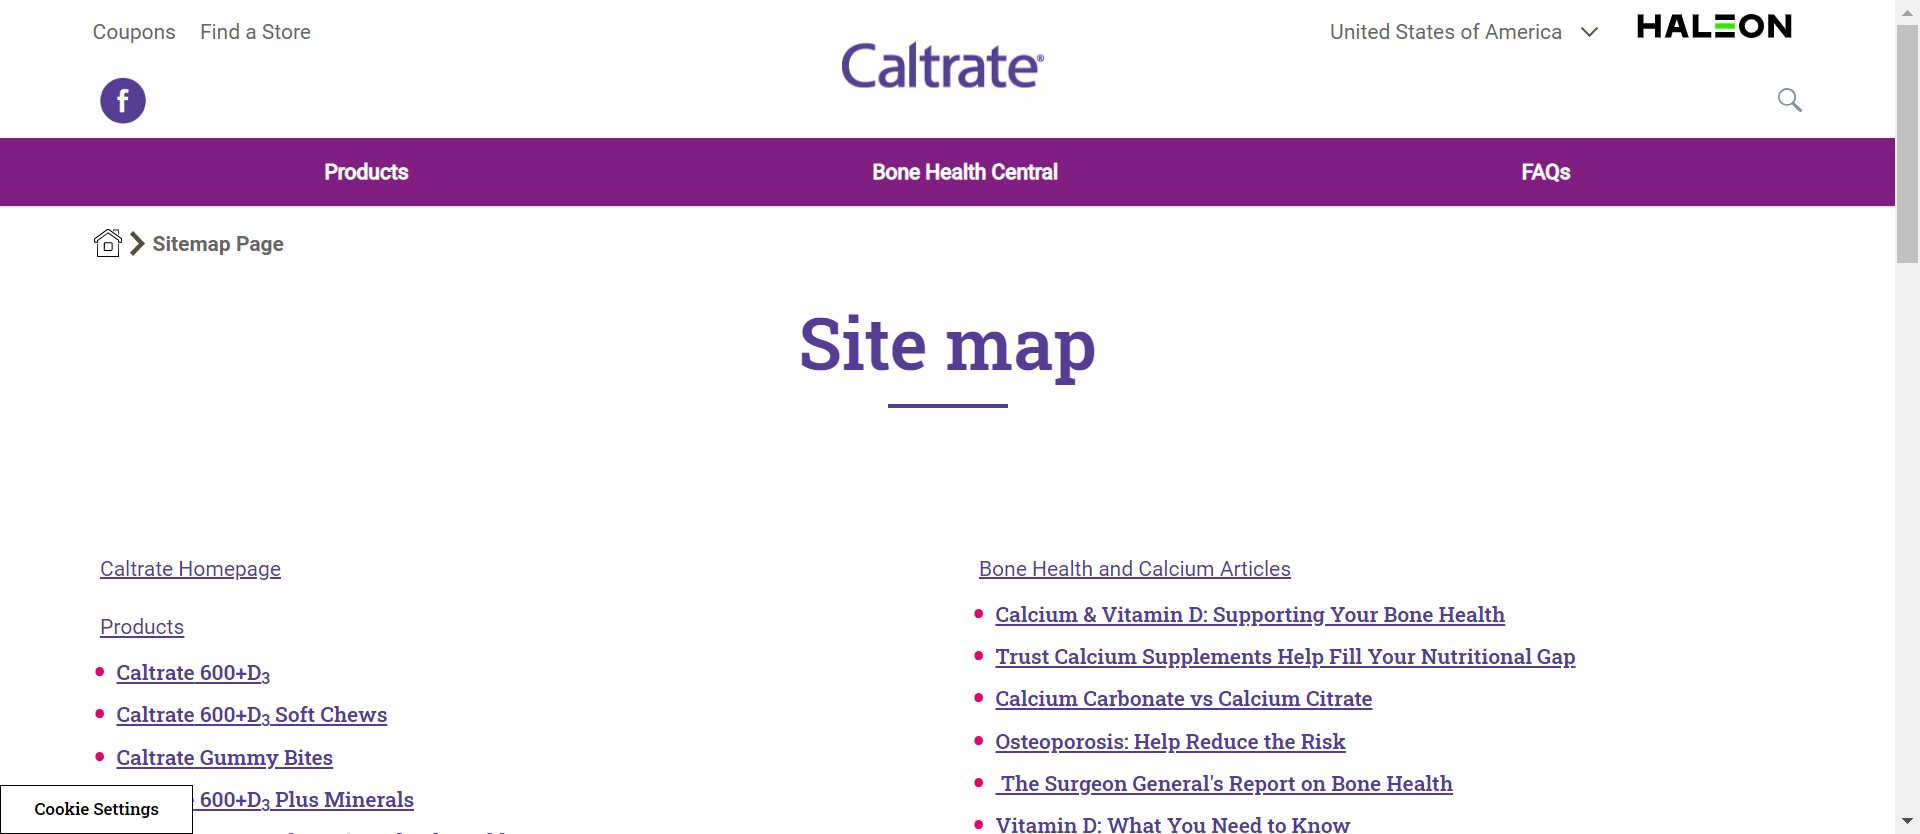 Coupons Find a Store
United States of America
HALEON
Caltrate®
f
Products Bone Health Central FAQs
Sitemap Page
Site map
Caltrate Homepage
Products
Caltrate 600+D3
Caltrate 600+D3 Soft Chews
Caltrate Gummy Bites
600+D3 Plus Minerals
Bone Health and Calcium Articles
Calcium & Vitamin D: Supporting Your Bone Health
Trust Calcium Supplements Help Fill Your Nutritional Gap
Calcium Carbonate vs Calcium Citrate
Osteoporosis: Help Reduce the Risk
The Surgeon General's Report on Bone Health
Vitamin D: What You Need to Know
Cookie Settings